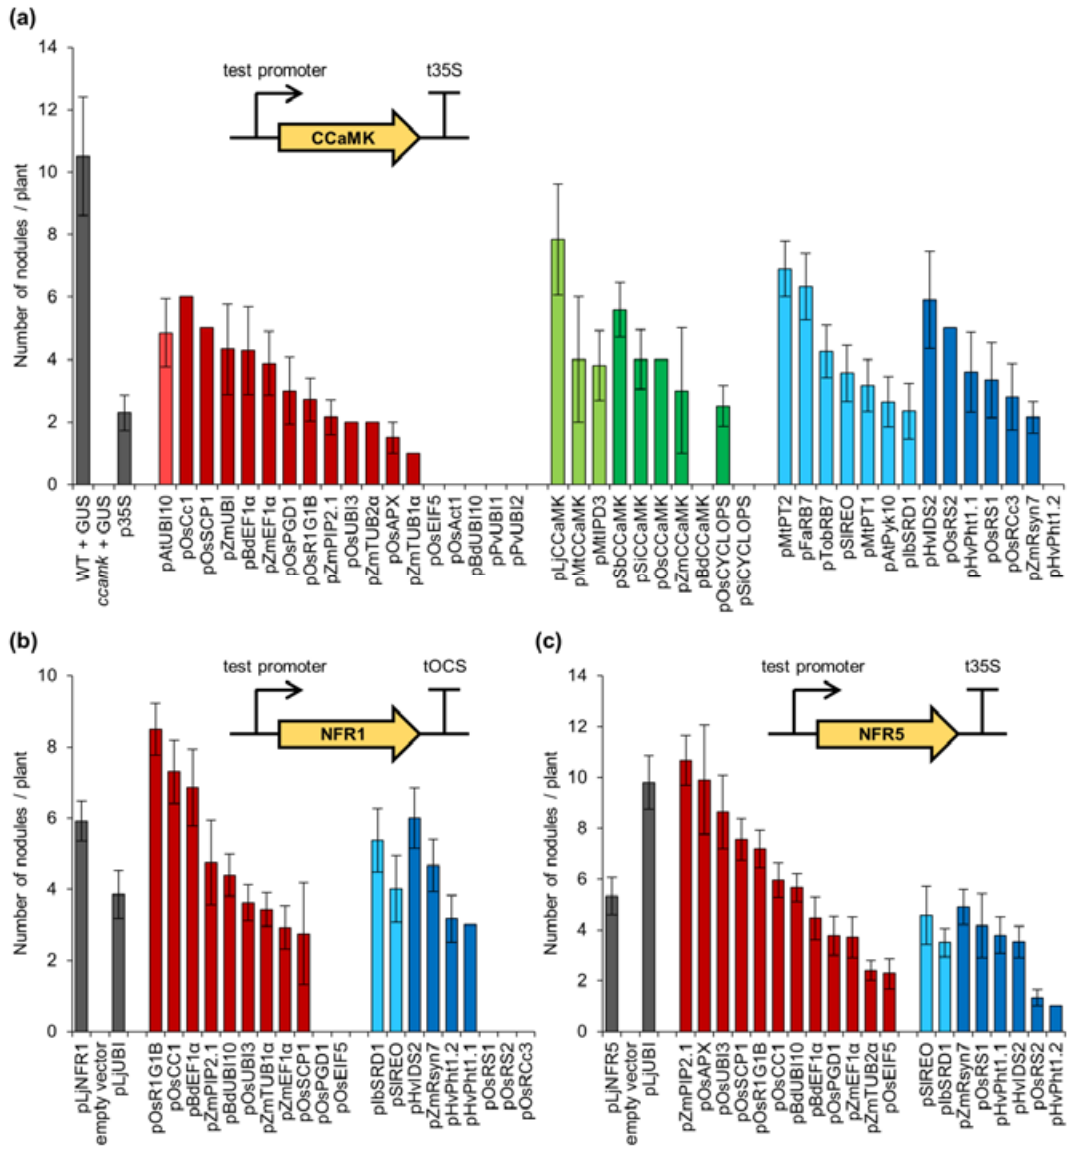 (a)
14
12
10
8
6
4
2
0
Number of nodules / plant
test promoter
t35S
CCaMK
WT + GUS
ccamk + GUS
p35S
pAtUBI10
pOsCc1
pOsSCP1
pZmUBI
pBdEF1α
pZmEF1α
pOsPGD1
pOsR1G1B
pZmPIP2.1
pOsUBI3
pZmTUB2α
pOsAPX
pZmTUB1α
pOsEIF5
pOsAct1
pBdUBI10
pPvUBI1
pPvUBI2
pLjCCaMK
pMtCCaMK
pMtIPD3
pSbCCaMK
pSiCCaMK
pOsCCaMK
pZmCCaMK
pBdCCaMK
pOsCYCLOPS
pSiCYCLOPS
pMtPT2
pFaRB7
pTobRB7
pSlREO
pMtPT1
pAtPyk10
pIbSRD1
pHvIDS2
pOsRS2
pHvPht1.1
pOsRS1
pOsRCc3
pZmRsyn7
pHvPht1.2
(b)
10
8
6
4
2
0
Number of nodules / plant
test promoter
tOCS
NFR1
pLjNFR1
empty vector
pLjUBI
pOsR1G1B
pOsCC1
pBdEF1α
pZmPIP2.1
pBdUBI10
pOsUBI3
pZmTUB1α
pZmEF1α
pOsSCP1
pOsPGD1
pOsEIF5
pIbSRD1
pSlREO
pHvIDS2
pZmRsyn7
pHvPht1.2
pHvPht1.1
pOsRS1
pOsRS2
pOsRCc3
(c)
14
12
10
8
6
4
2
0
Number of nodules / plant
test promoter
t35S
NFR5
pLjNFR5
empty vector
pLjUBI
pZmPIP2.1
pOsAPX
pOsUBI3
pOsSCP1
pOsR1G1B
pOsCC1
pBdUBI10
pBdEF1α
pOsPGD1
pZmEF1α
pZmTUB2α
pOsEIF5
pSlREO
pIbSRD1
pZmRsyn7
pOsRS1
pHvPht1.1
pHvIDS2
pOsRS2
pHvPht1.2